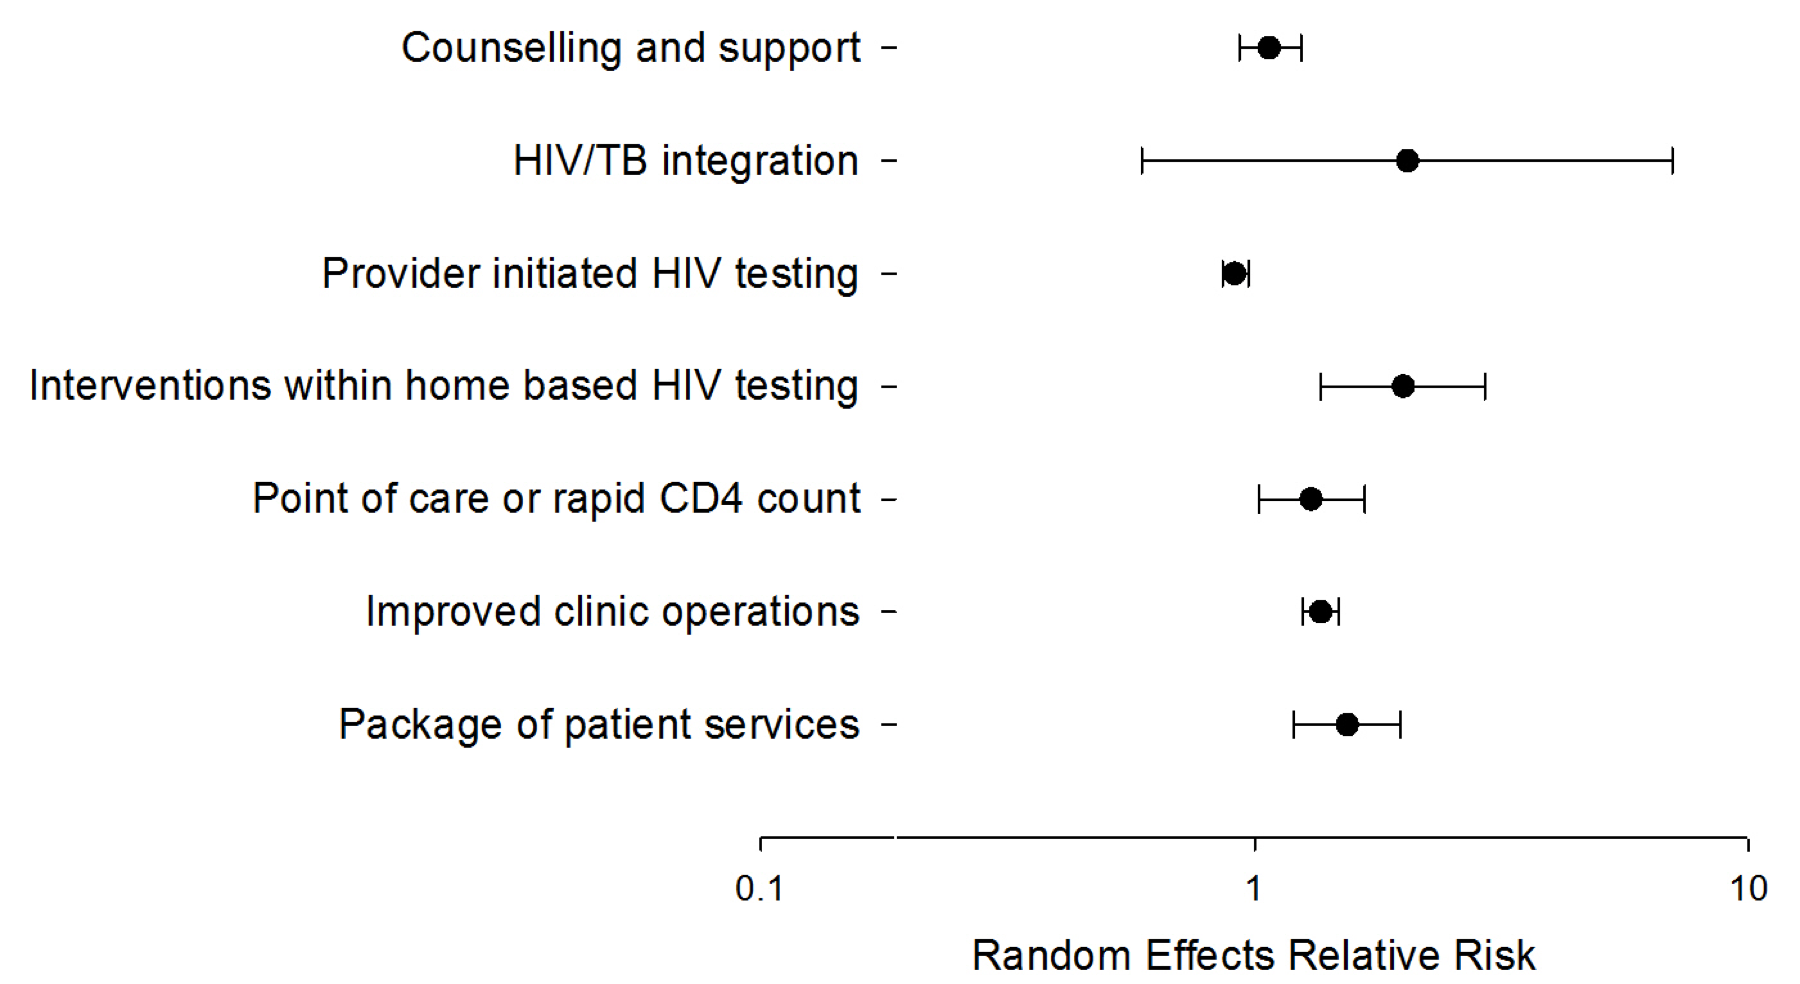 Counselling and support
HIV/TB integration
Provider initiated HIV testing
Interventions within home based HIV testing
Point of care or rapid CD4 count
Improved clinic operations
Package of patient services
0.1 1 10
Random Effects Relative Risk